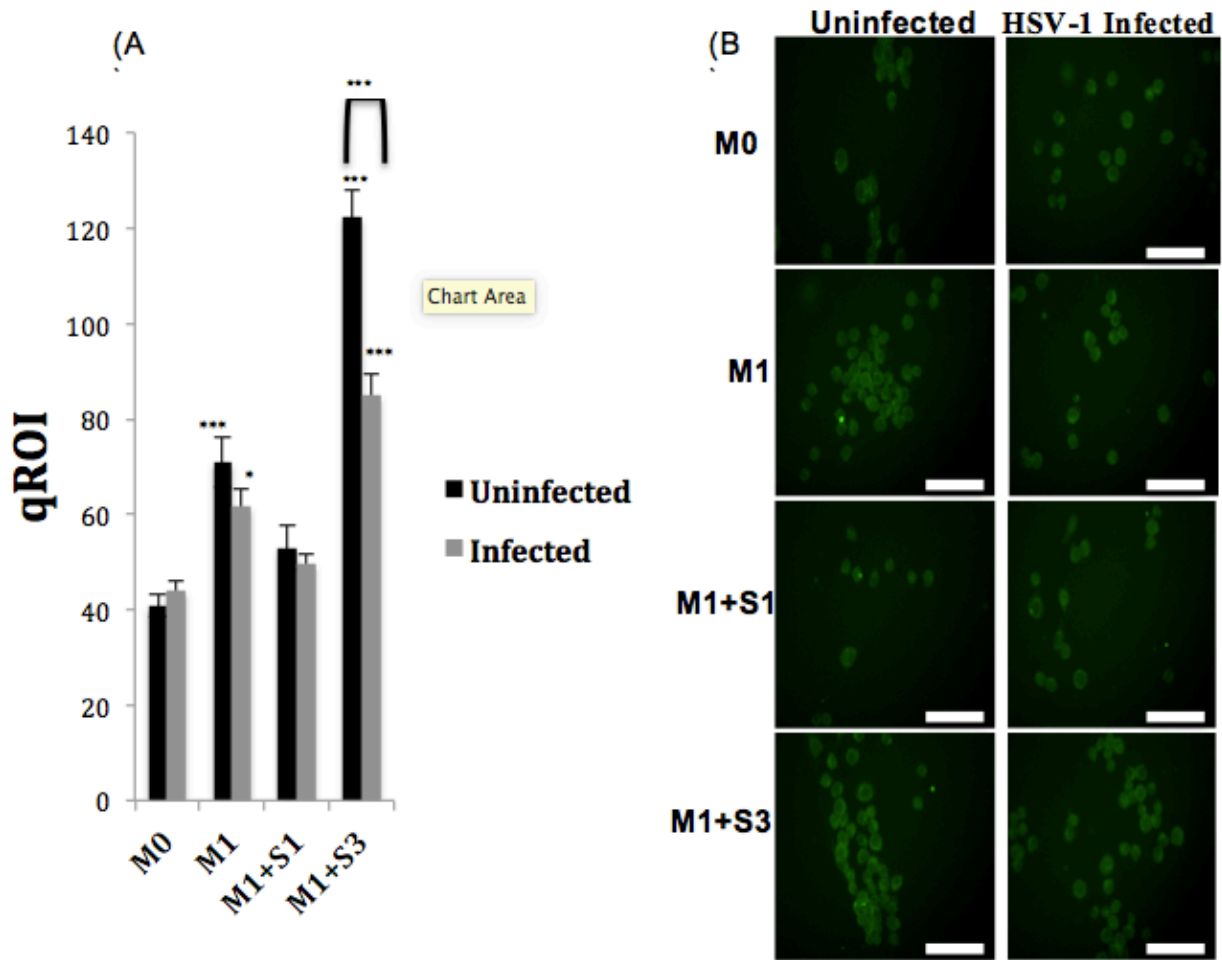 (A
`
***
***
***
***
*
140
120
100
80
60
40
20
0
qROI
Chart Area
Uninfected
Infected
M0
M1
M1+S1
M1+S3
(B
`
Uninfected
HSV-1 Infected
M0
M1
M1+S1
M1+S3